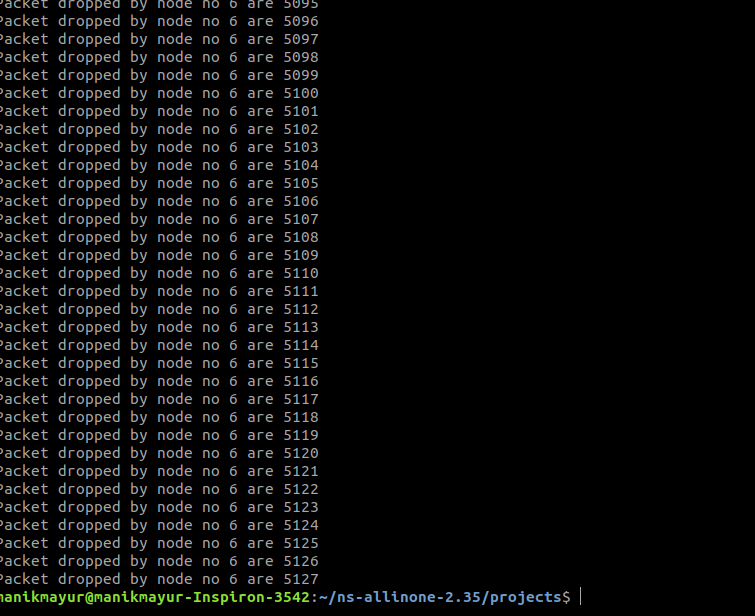 Packet dropped by node no 6 are 5095
Packet dropped by node no 6 are 5096
Packet dropped by node no 6 are 5097
Packet dropped by node no 6 are 5098
Packet dropped by node no 6 are 5099
Packet dropped by node no 6 are 5100
Packet dropped by node no 6 are 5101
Packet dropped by node no 6 are 5102
Packet dropped by node no 6 are 5103
Packet dropped by node no 6 are 5104
Packet dropped by node no 6 are 5105
Packet dropped by node no 6 are 5106
Packet dropped by node no 6 are 5107
Packet dropped by node no 6 are 5108
Packet dropped by node no 6 are 5109
Packet dropped by node no 6 are 5110
Packet dropped by node no 6 are 5111
Packet dropped by node no 6 are 5112
Packet dropped by node no 6 are 5113
Packet dropped by node no 6 are 5114
Packet dropped by node no 6 are 5115
Packet dropped by node no 6 are 5116
Packet dropped by node no 6 are 5117
Packet dropped by node no 6 are 5118
Packet dropped by node no 6 are 5119
Packet dropped by node no 6 are 5120
Packet dropped by node no 6 are 5121
Packet dropped by node no 6 are 5122
Packet dropped by node no 6 are 5123
Packet dropped by node no 6 are 5124
Packet dropped by node no 6 are 5125
Packet dropped by node no 6 are 5126
Packet dropped by node no 6 are 5127
manikmayur@manikmayur-Inspiron-3542:~/ns-allinone-2.35/projects$